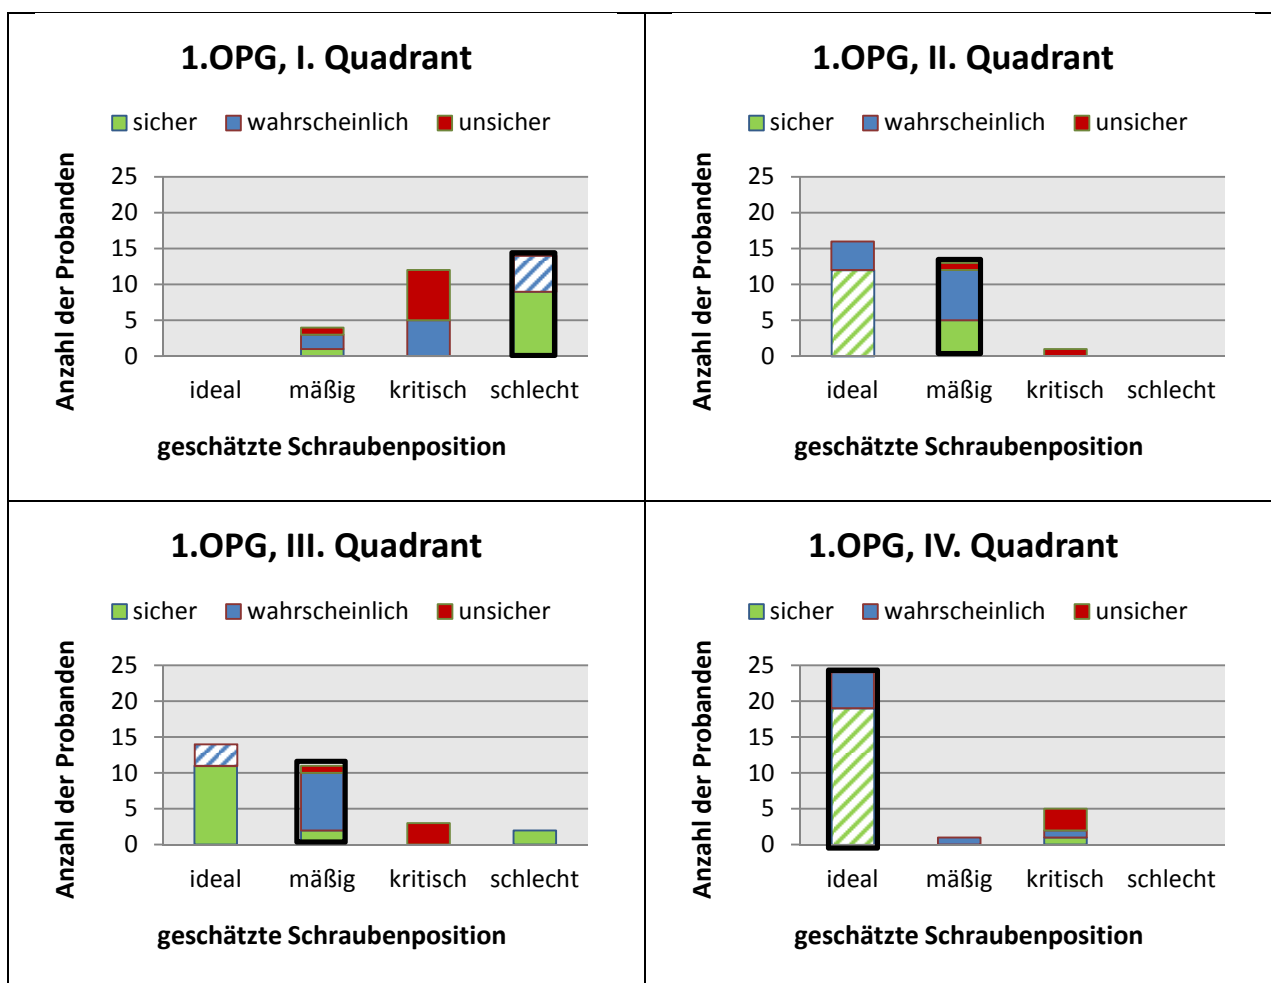 1.OPG, I. Quadrant
sicher wahrscheinlich unsicher
Anzahl der Probanden
25
20
15
10
5
0
ideal mäßig kritisch schlecht
geschätzte Schraubenposition
1.OPG, II. Quadrant
sicher wahrscheinlich unsicher
Anzahl der Probanden
25
20
15
10
5
0
ideal mäßig kritisch schlecht
geschätzte Schraubenposition
1.OPG, III. Quadrant
sicher wahrscheinlich unsicher
Anzahl der Probanden
25
20
15
10
5
0
ideal mäßig kritisch schlecht
geschätzte Schraubenposition
1.OPG, IV. Quadrant
sicher wahrscheinlich unsicher
Anzahl der Probanden
25
20
15
10
5
0
ideal mäßig kritisch schlecht
geschätzte Schraubenposition